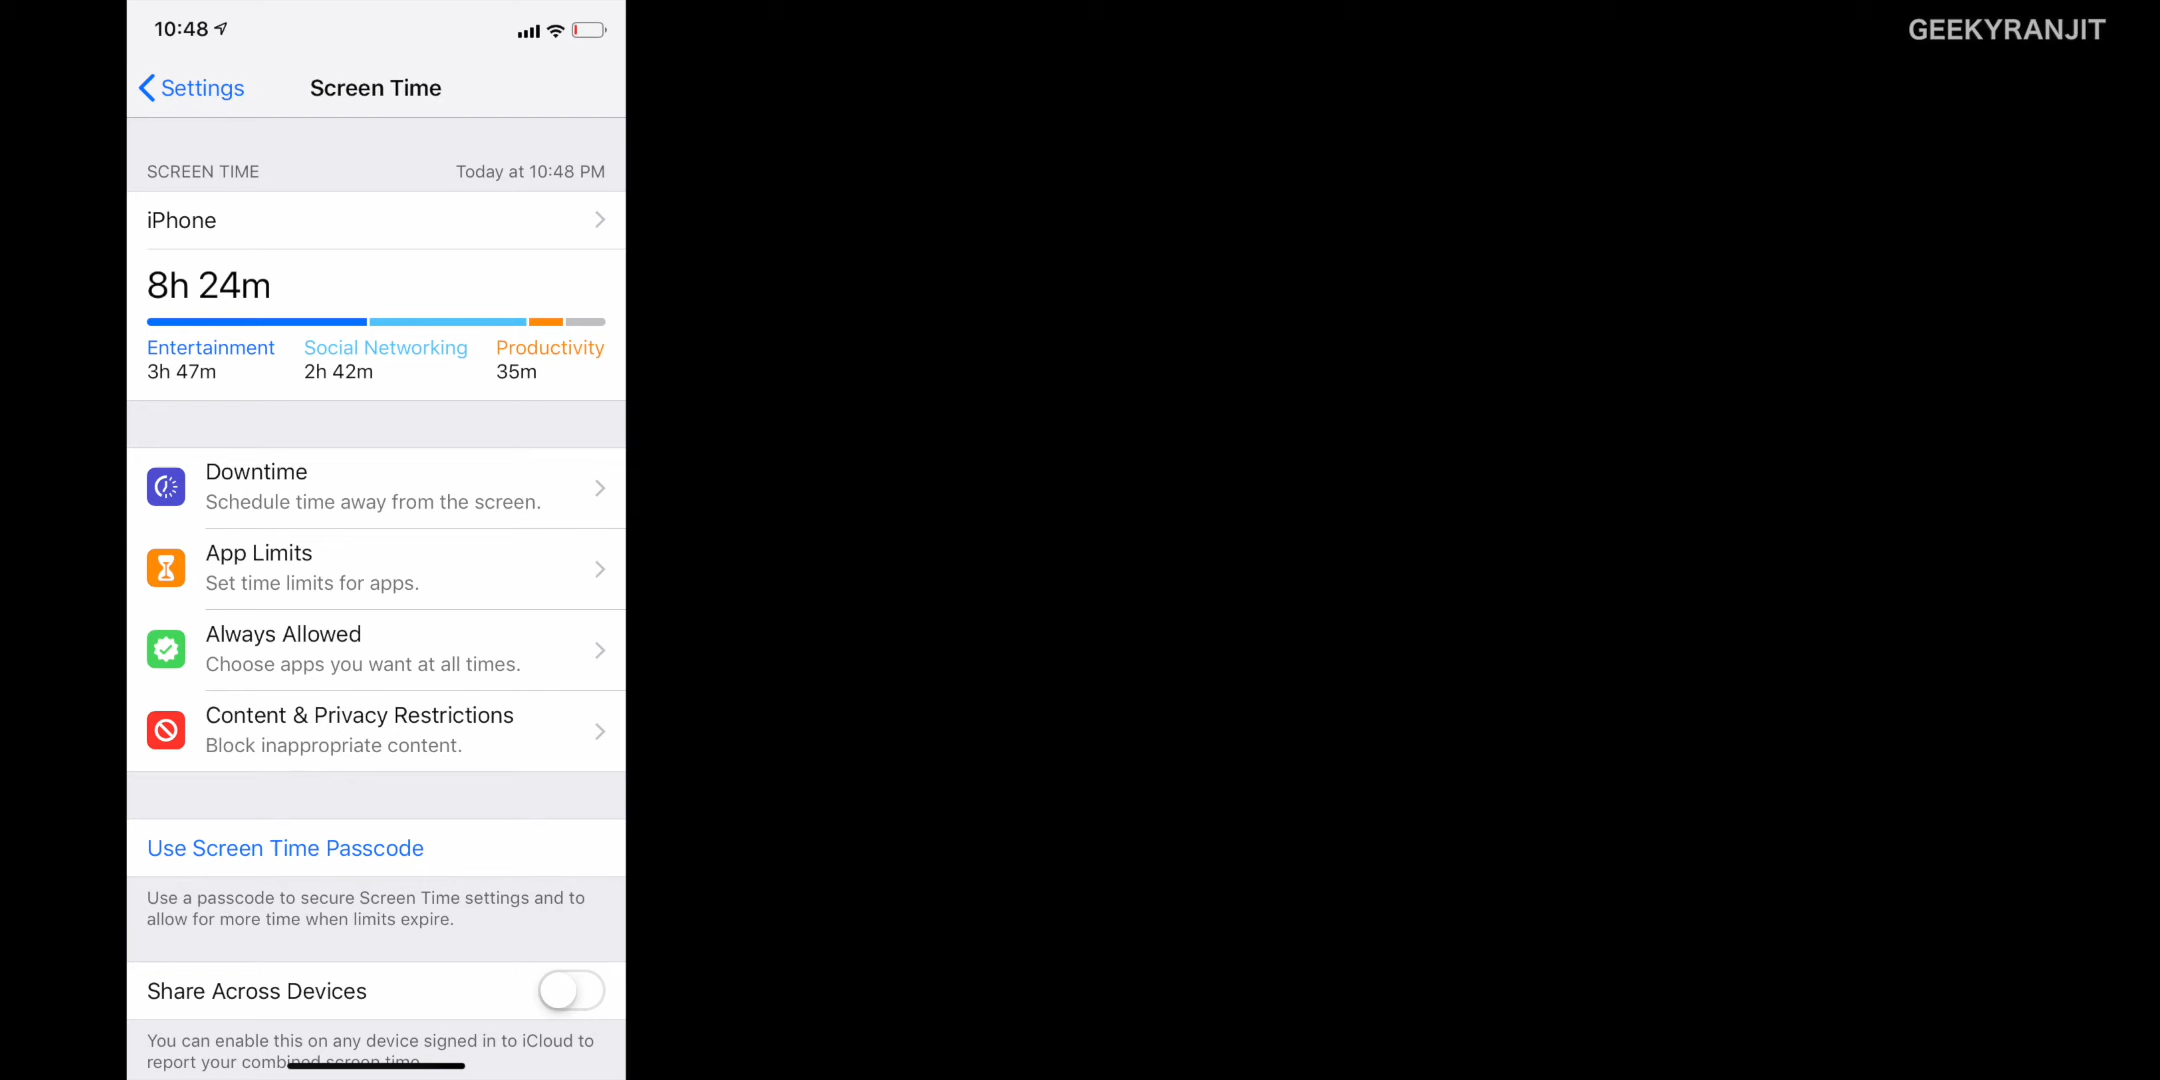 10:48
GEEKYRANJIT
Settings
Screen Time
SCREEN TIME
Today at 10:48 PM
iPhone
8h 24m
Entertainment
Social Networking
Productivity
3h 47m
2h 42m
35m
Downtime
Schedule time away from the screen.
App Limits
Set time limits for apps.
Always Allowed
Choose apps you want at all times.
Content & Privacy Restrictions
Block inappropriate content.
Use Screen Time Passcode
Use a passcode to secure Screen Time settings and to
allow for more time when limits expire.
Share Across Devices
You can enable this on any device signed in to iCloud to
report your combined screen time.